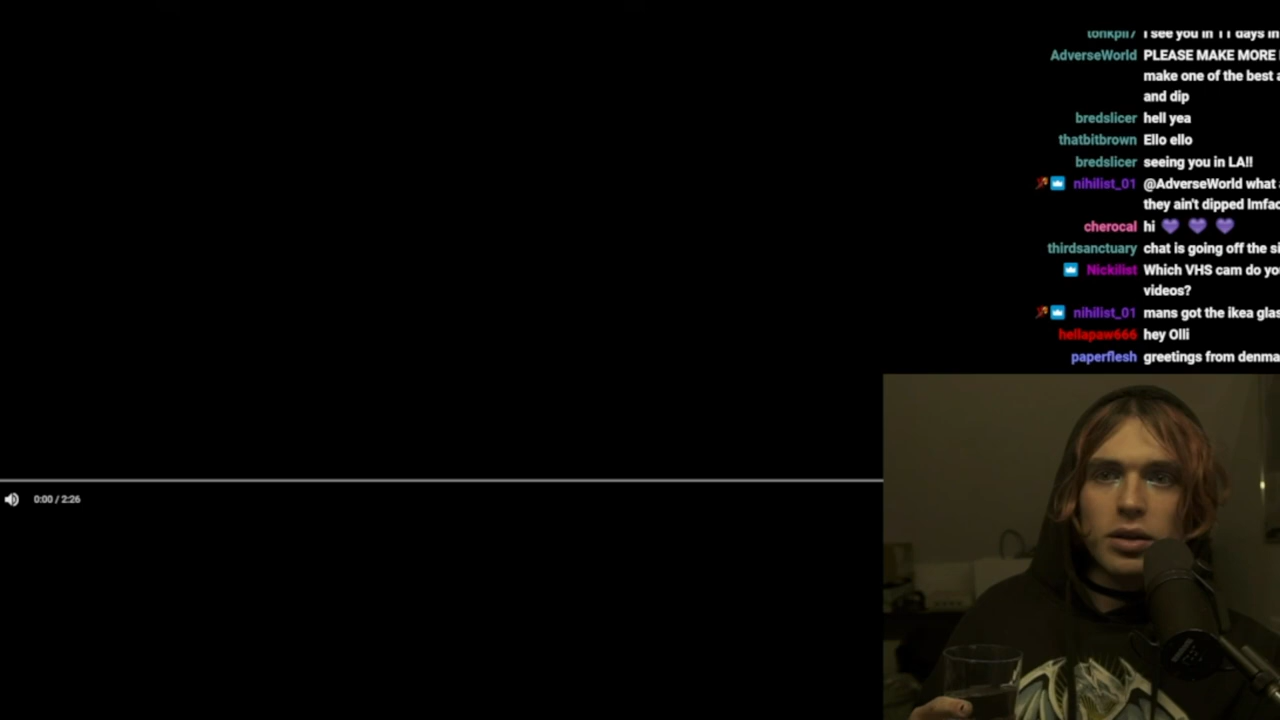 tonkpil7 I see you in 11 days in
AdverseWorld PLEASE MAKE MORE
make one of the best
and dip
bredslicer hell yea
thatbitbrown Ello ello
bredslicer seeing you in LA!!
nihilist_01 @AdverseWorld what
they ain't dipped lmfao
cherocal hi
thirdsanctuary chat is going off the
Nickilist Which VHS cam do you
videos?
nihilist_01 mans got the ikea
hellapaw666 hey Olli
paperflesh greetings from
0:00 / 2:26